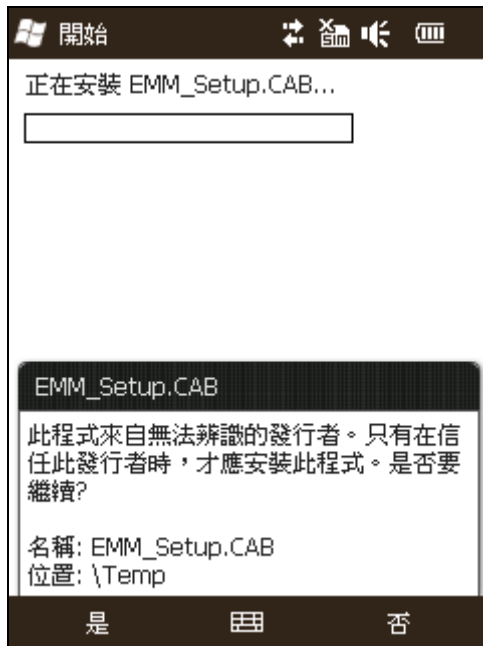 開始
正在安裝 EMM_Setup.CAB...
EMM_Setup.CAB
此程式來自無法辨識的發行者。只有在信
任此發行者時，才應安裝此程式。是否要
繼續?
名稱: EMM_Setup.CAB
位置: \Temp
是 否